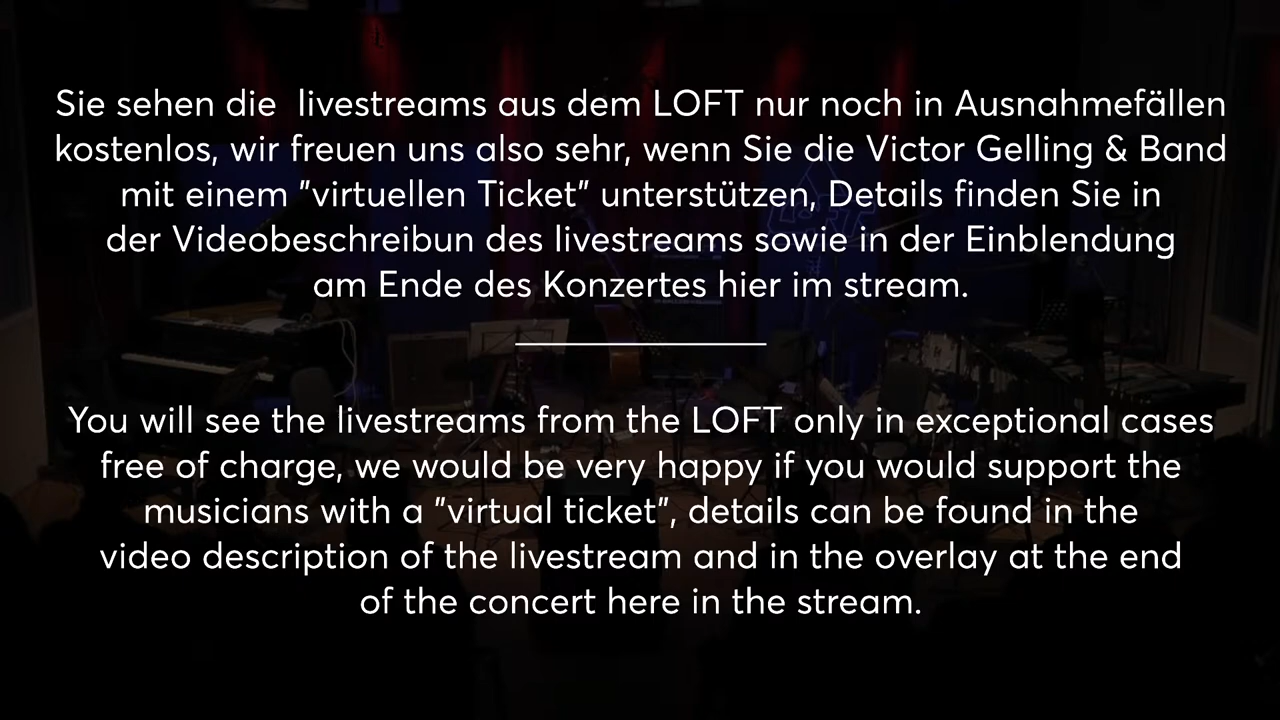 Sie sehen die  livestreams aus dem LOFT nur noch in Ausnahmefällen
kostenlos, wir freuen uns also sehr, wenn Sie die Victor Gelling & Band
mit einem "virtuellen Ticket" unterstützen, Details finden Sie in
der Videobeschreibun des livestreams sowie in der Einblendung
am Ende des Konzertes hier im stream.
You will see the livestreams from the LOFT only in exceptional cases
free of charge, we would be very happy if you would support the
musicians with a "virtual ticket", details can be found in the
video description of the livestream and in the overlay at the end
of the concert here in the stream.